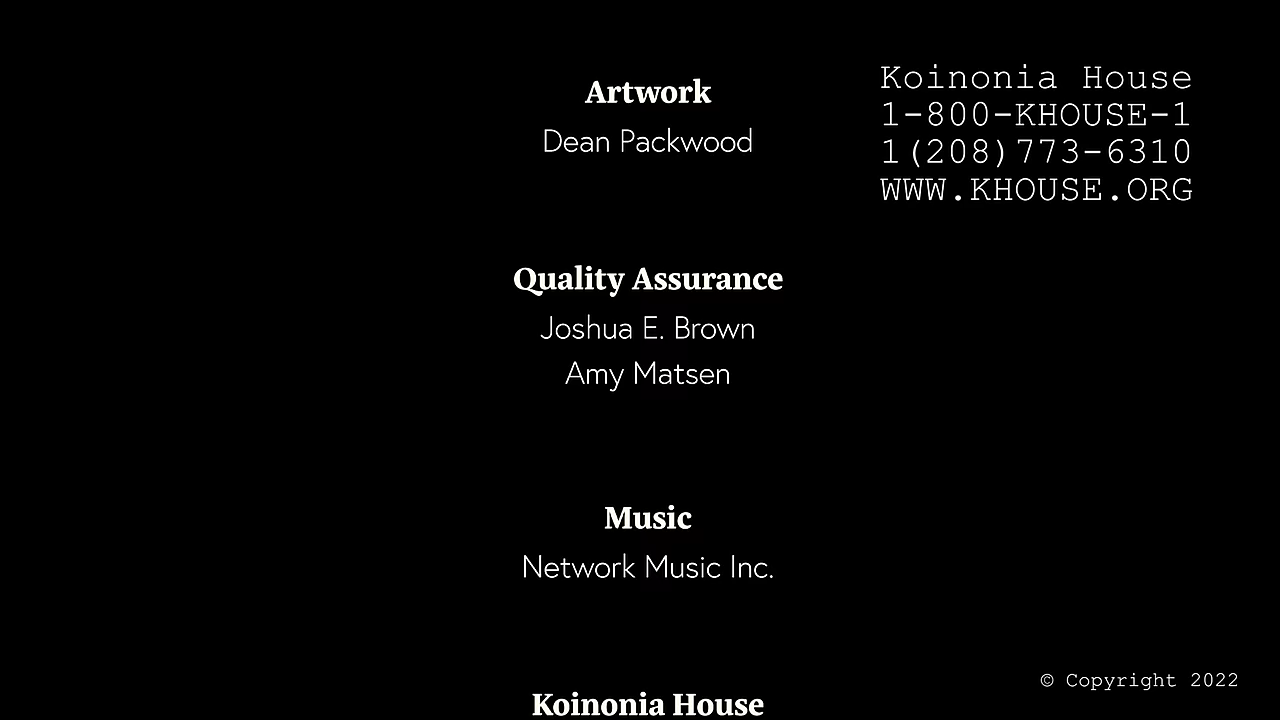 Artwork
Dean Packwood
Koinonia House
1-800-KHOUSE-1
1(208)773-6310
WWW.KHOUSE.ORG
Quality Assurance
Joshua E. Brown
Amy Matsen
Music
Network Music Inc.
Koinonia House
© Copyright 2022